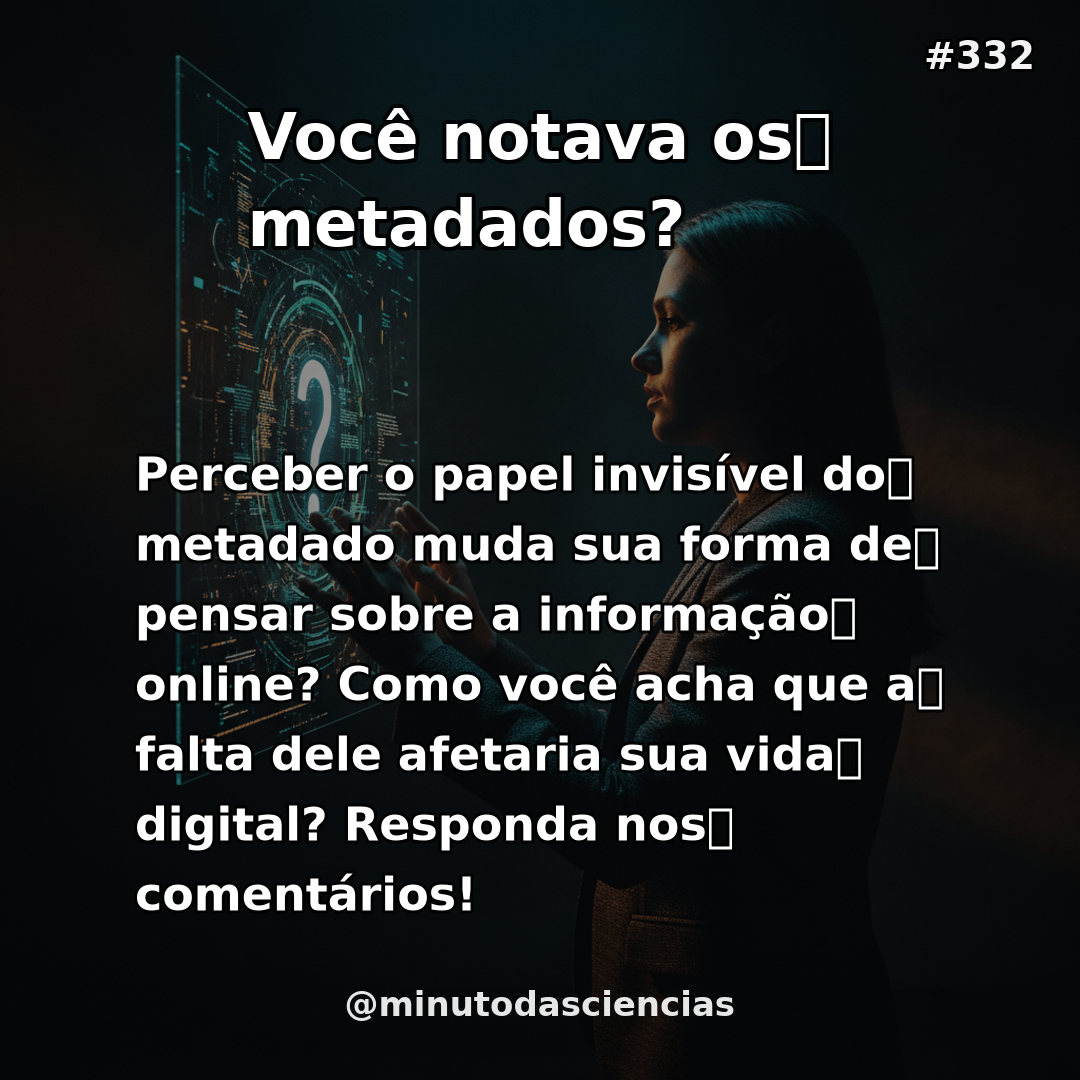 #332
Você notava os▯
metadados?
Perceber o papel invisível do▯
metadado muda sua forma de▯
pensar sobre a informação▯
online? Como você acha que a▯
falta dele afetaria sua vida▯
digital? Responda nos▯
comentários!
@minutodasciencias